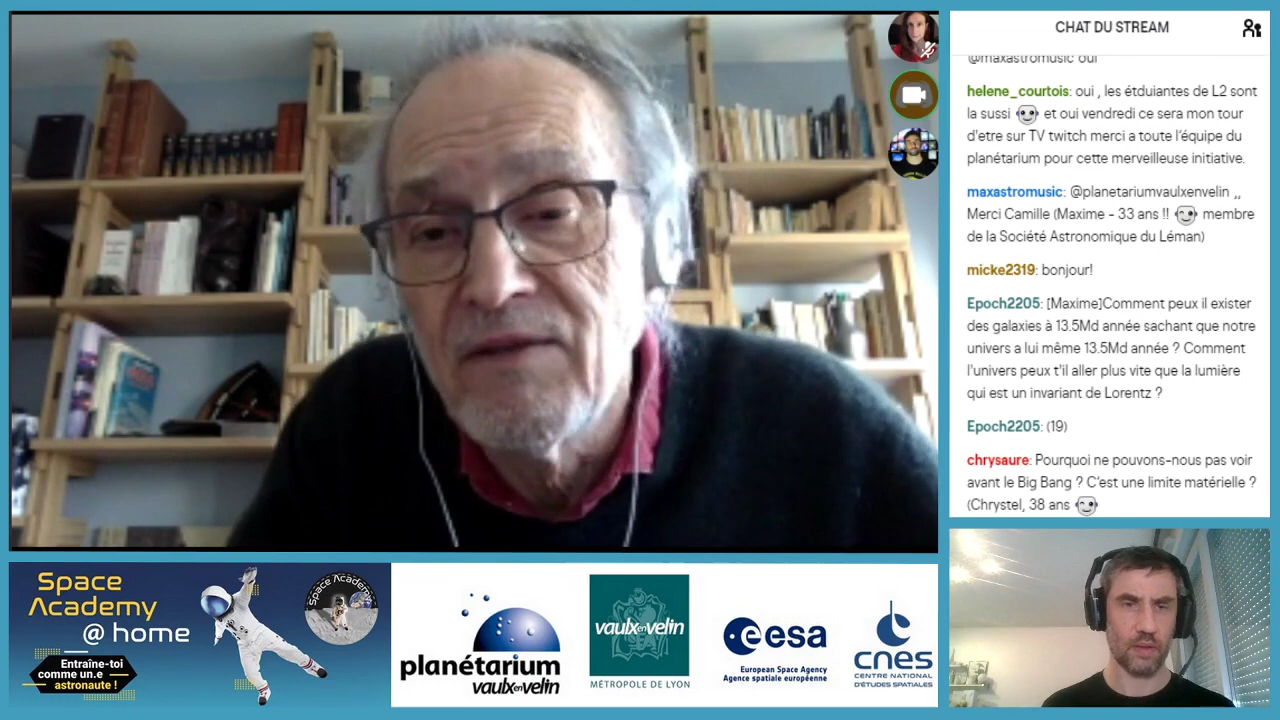 CHAT DU STREAM
@maxastromusic oui
helene_courtois: oui , les étduiantes de L2 sont
la sussi et oui vendredi ce sera mon tour
d'etre sur TV twitch merci a toute l'équipe du
planétarium pour cette merveilleuse initiative.
maxastromusic: @planetariumvaulxenvelin ,,
Merci Camille (Maxime - 33 ans !! membre
de la Société Astronomique du Léman)
micke2319: bonjour!
Epoch2205: [Maxime]Comment peux il exister
des galaxies à 13.5Md année sachant que notre
univers a lui même 13.5Md année ? Comment
l'univers peux t'il aller plus vite que la lumière
qui est un invariant de Lorentz ?
Epoch2205: (19)
chrysaure: Pourquoi ne pouvons-nous pas voir
avant le Big Bang ? C'est une limite matérielle ?
(Chrystel, 38 ans
Space
Academy
@ home
Entraîne-toi
comme un.e
astronaute !
Space Academy
planétarium
vaulx en velin
vaulx en velin
MÉTROPOLE DE LYON
esa
European Space Agency
Agence spatiale européenne
cnes
CENTRE NATIONAL
D'ÉTUDES SPATIALES